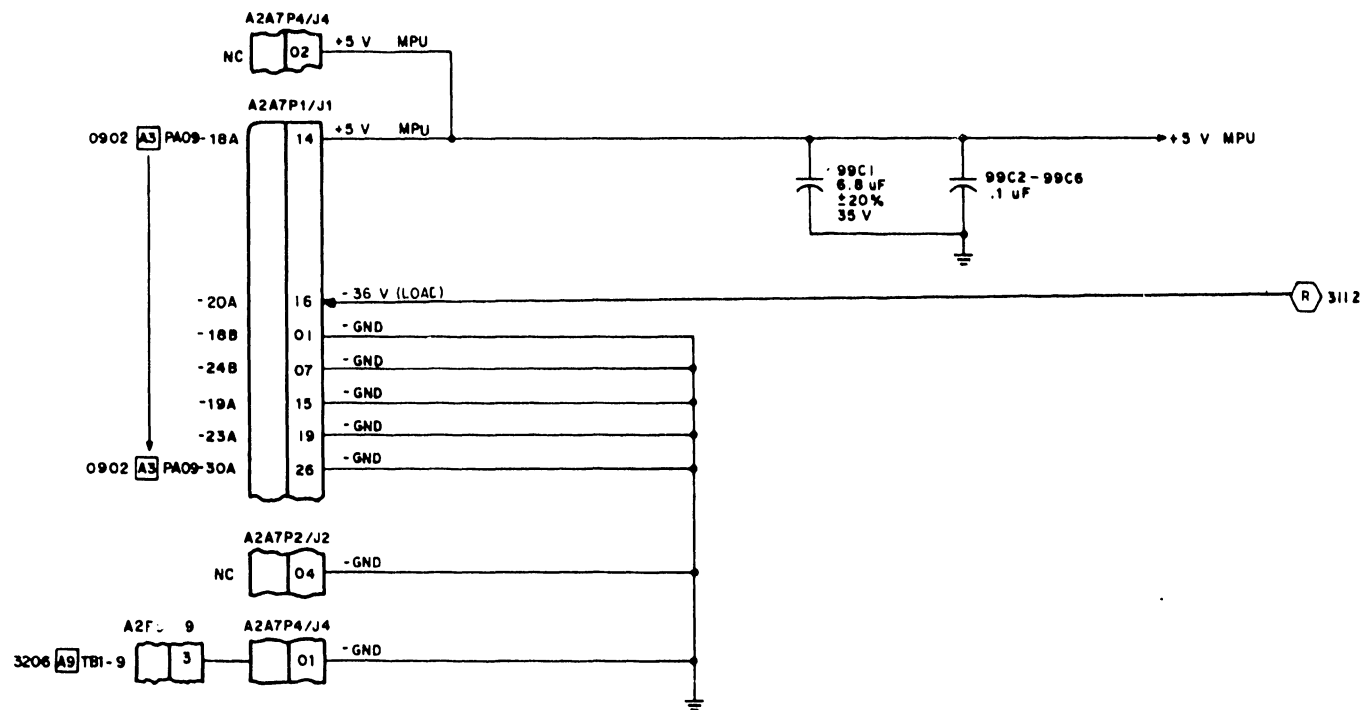 A2A7P4/J4
NC 02 +5 V MPU
A2A7P1/J1
0902 A3 PA09-18A 14 +5 V MPU +5 V MPU
99C1
6.8 uF
±20%
35 V
99C2-99C6
.1 uF
-20A 16 -36 V (LOAD) R 3112
-18B 01 -GND
-24B 07 -GND
-19A 15 -GND
-23A 19 -GND
0902 A3 PA09-30A 26 -GND
A2A7P2/J2
NC 04 -GND
9 A2A7P4/J4
3206 A9 TB1-9 3 01 -GND